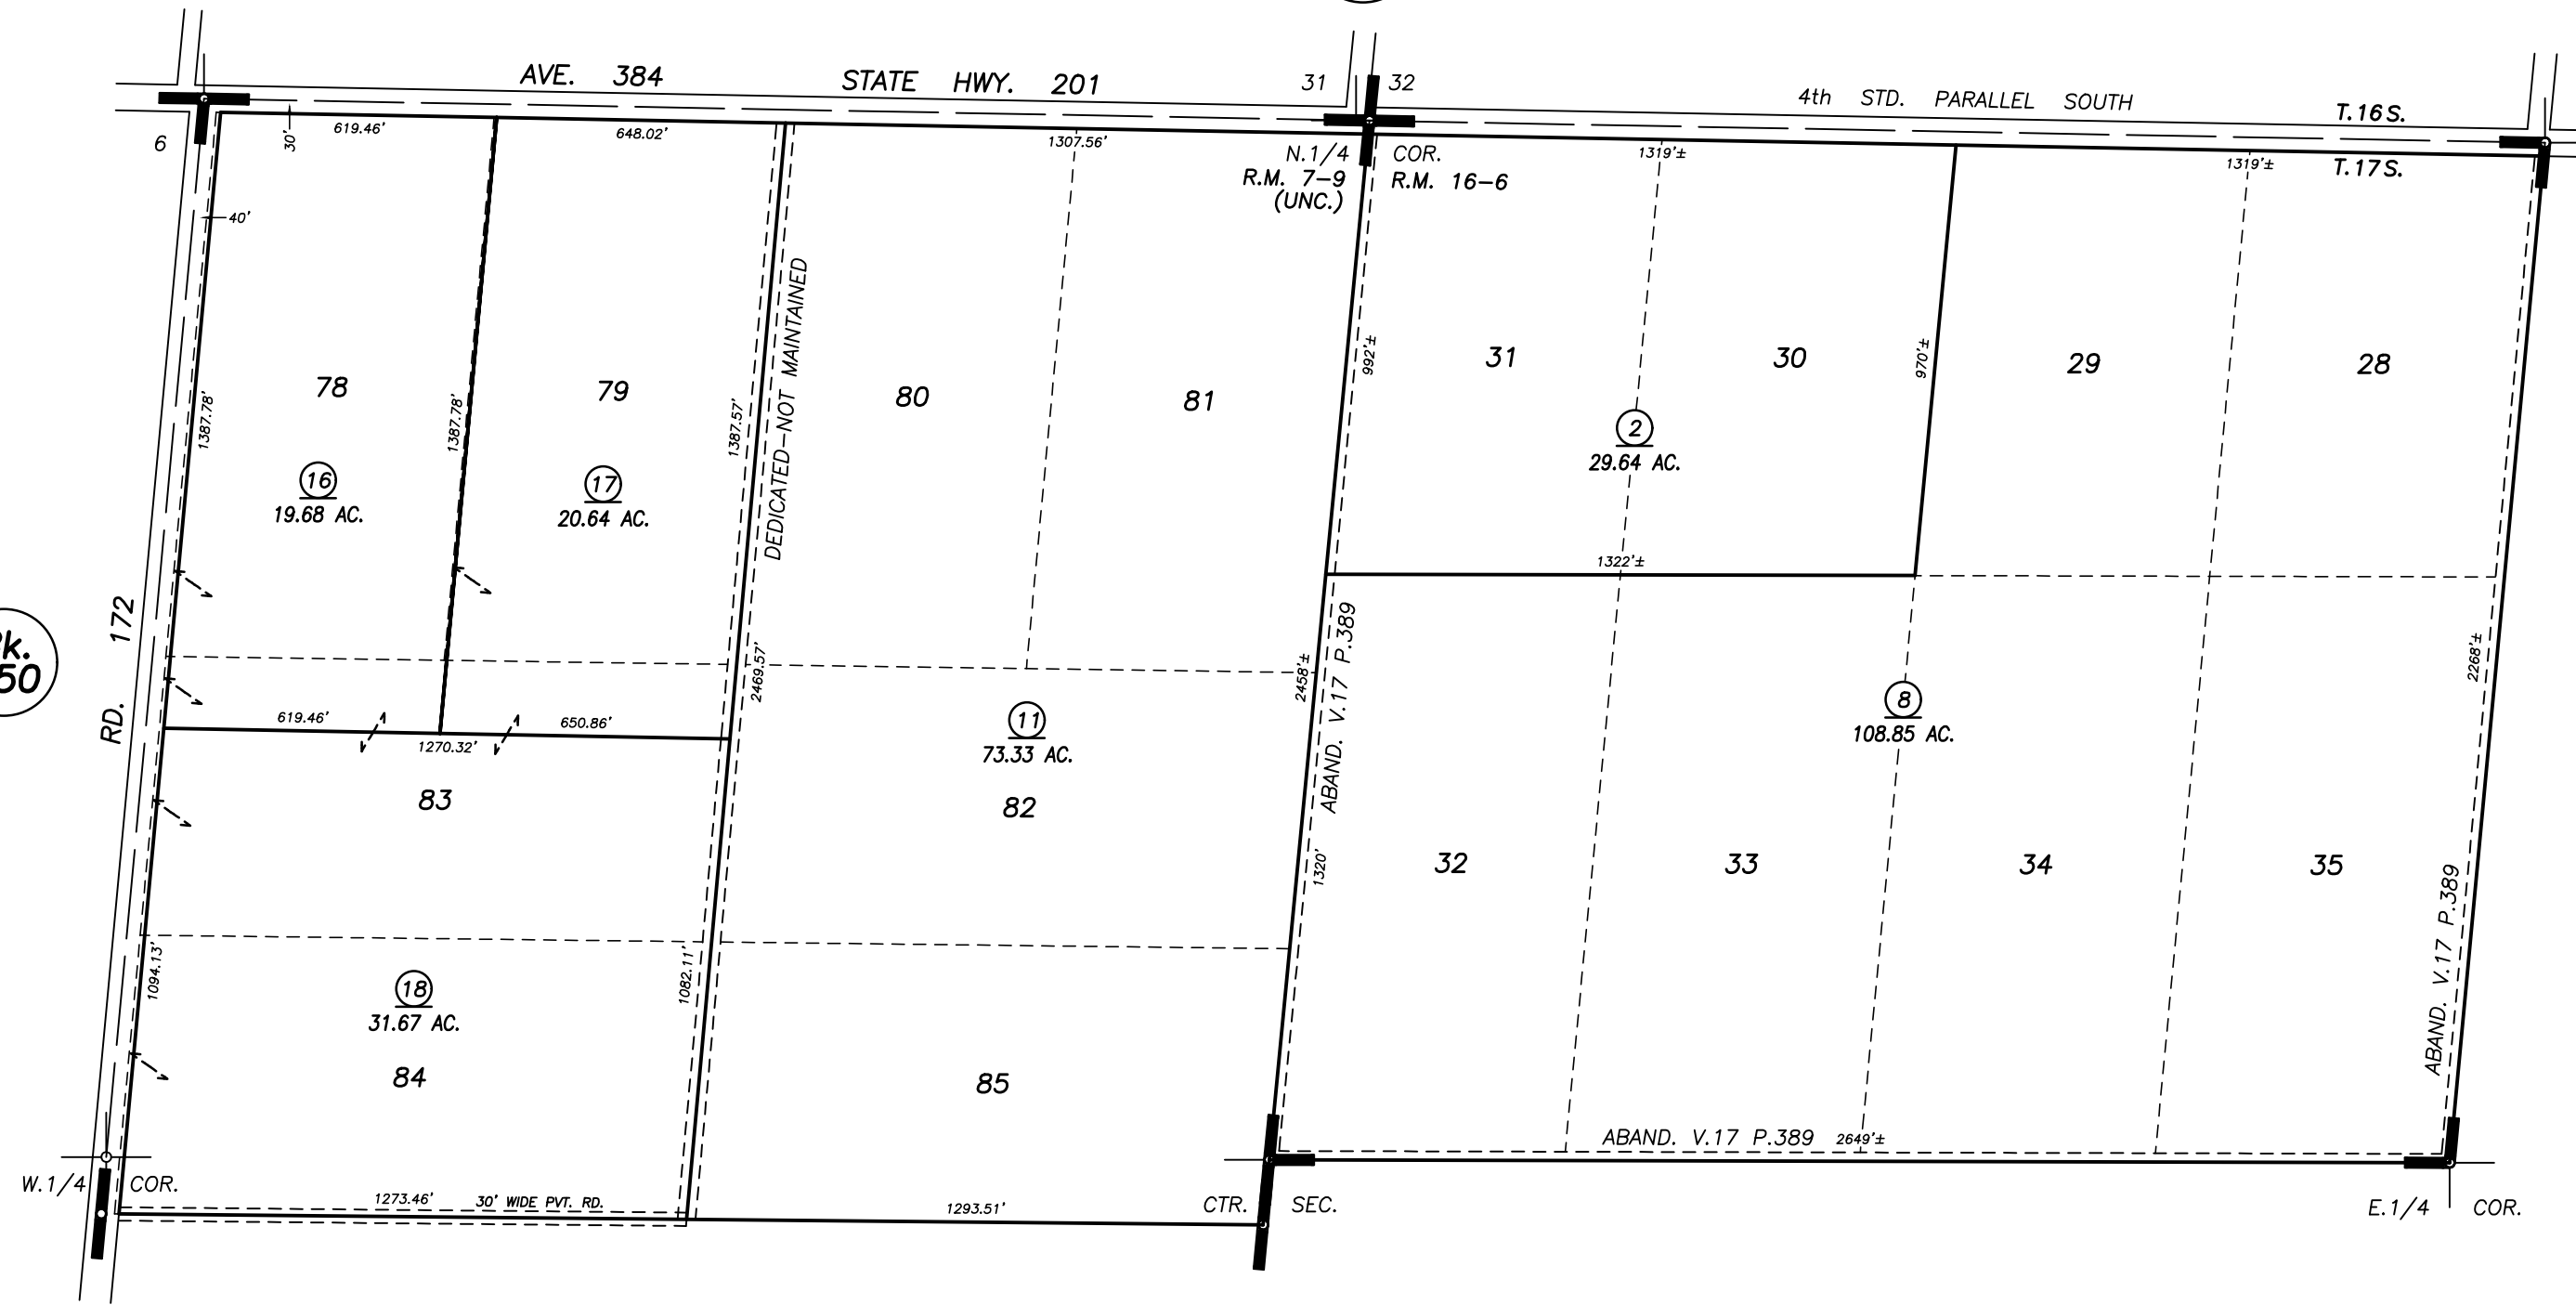 AVE. 384 STATE HWY. 201
31 32
4th STD. PARALLEL SOUTH
T.16S.
T.17S.
6
30'
619.46'
648.02'
1307.56'
N.1/4 COR.
R.M. 7-9 R.M. 16-6
(UNC.)
1319'±
1319'±
40'
DEDICATED-NOT MAINTAINED
992'±
970'±
78
79
80
81
31
30
29
28
1387.78'
1387.78'
1387.57'
2
29.64 AC.
16
19.68 AC.
17
20.64 AC.
1322'±
RD. 172
50
2469.57'
2458'±
ABAND. V.17 P.389
2268'±
619.46'
650.86'
1270.32'
11
73.33 AC.
8
108.85 AC.
83
82
1320'
32
33
34
35
1094.13'
1082.11'
18
31.67 AC.
84
85
ABAND. V.17 P.389
ABAND. V.17 P.389 2649'±
W.1/4 COR.
1273.46' 30' WIDE PVT. RD.
1293.51'
CTR. SEC.
E.1/4 COR.